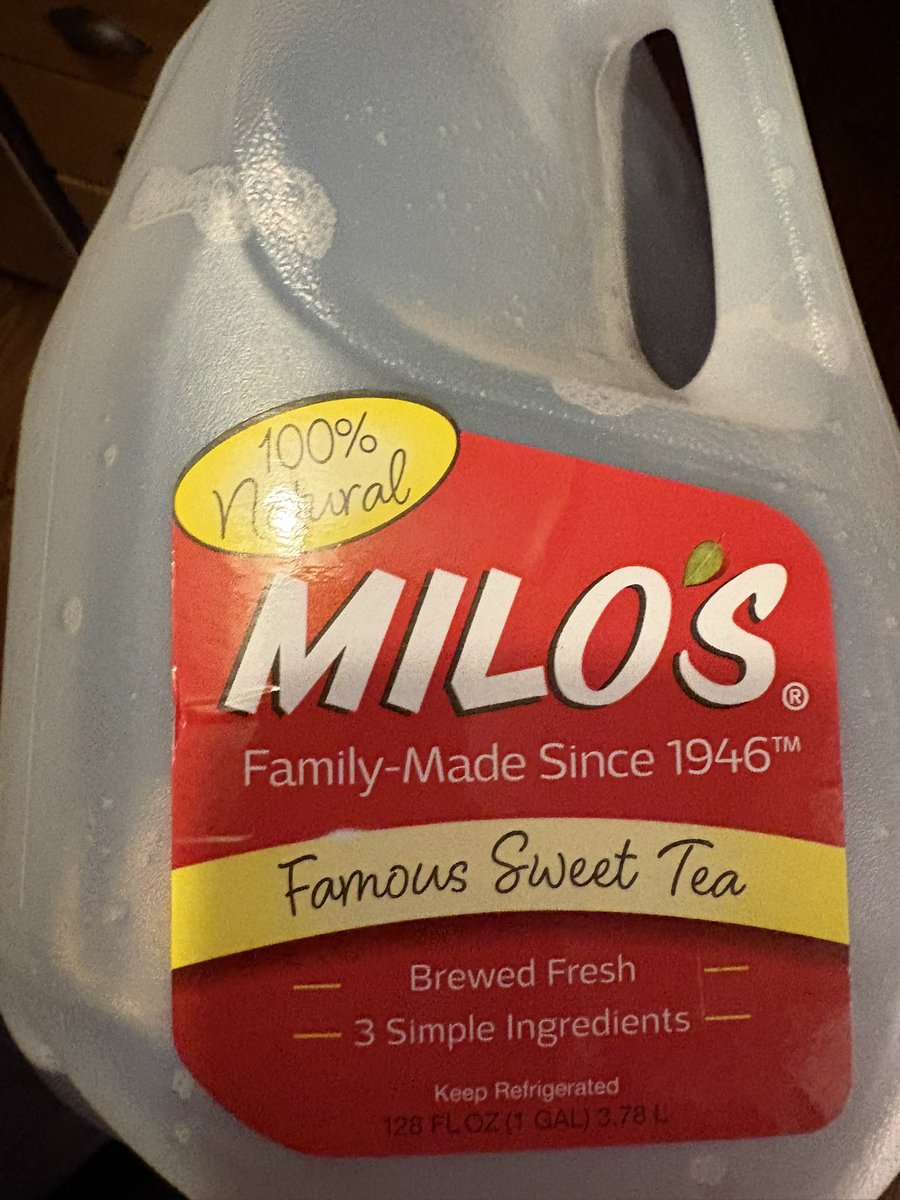 100%
Natural
MILO'S®
Family-Made Since 1946™
Famous Sweet Tea
Brewed Fresh
3 Simple Ingredients
Keep Refrigerated
128 FL OZ (1 GAL) 3.78 L